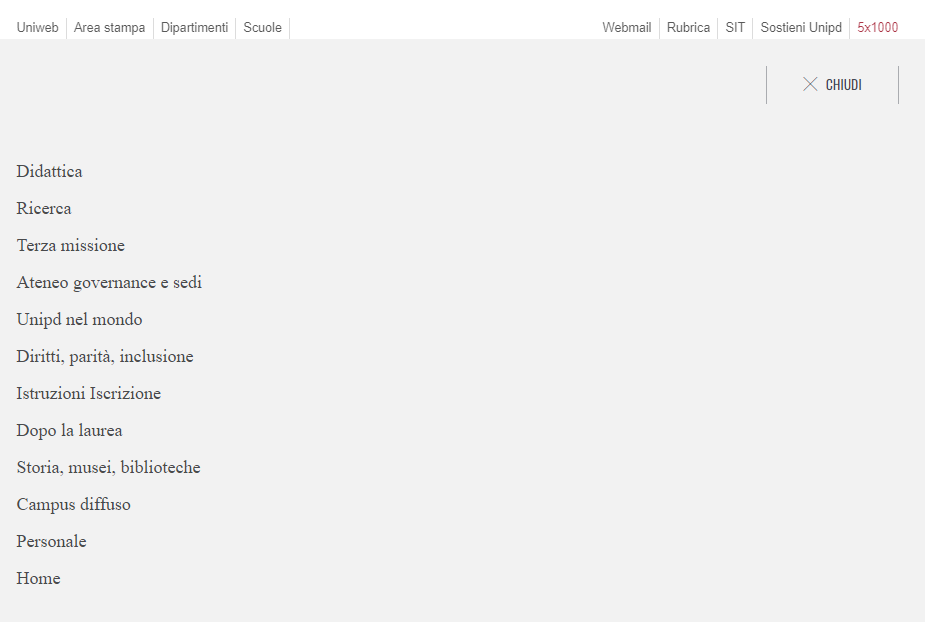 Uniweb Area stampa Dipartimenti Scuole Webmail Rubrica SIT Sostieni Unipd 5x1000
CHIUDI
Didattica
Ricerca
Terza missione
Ateneo governance e sedi
Unipd nel mondo
Diritti, parità, inclusione
Istruzioni Iscrizione
Dopo la laurea
Storia, musei, biblioteche
Campus diffuso
Personale
Home